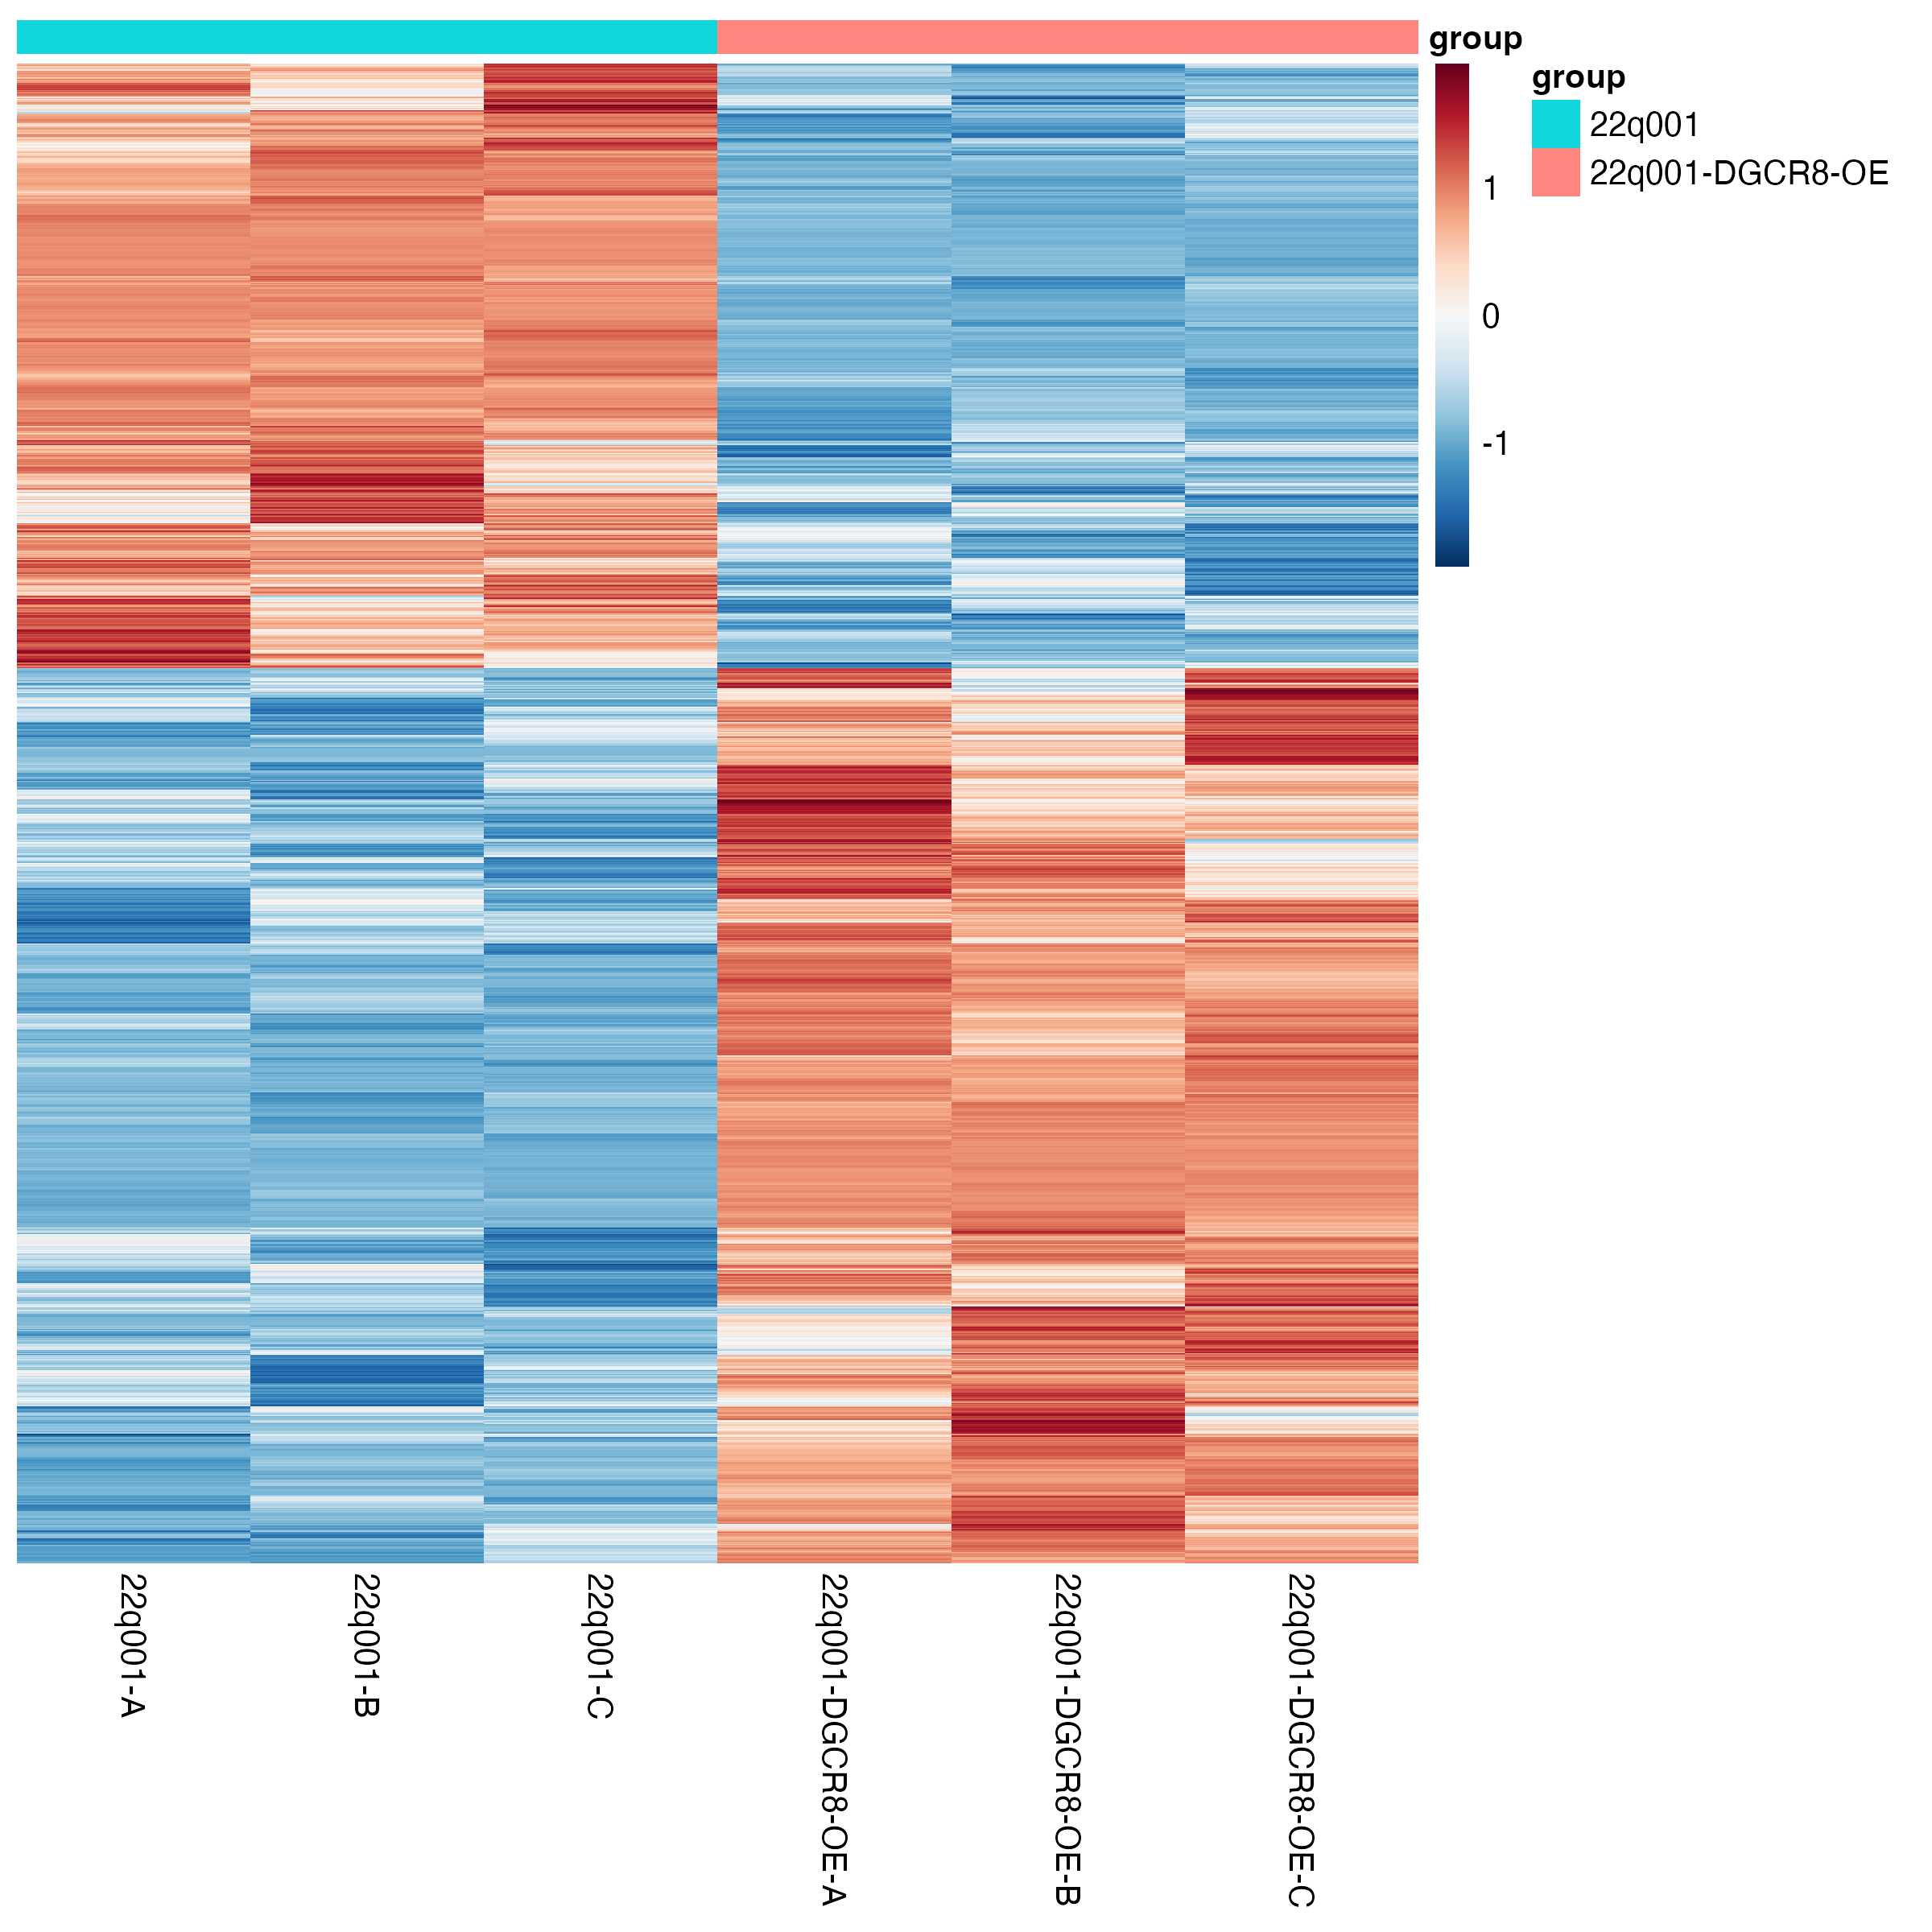 group
group
22q001
22q001-DGCR8-OE
1
0
-1
22q001-A
22q001-B
22q001-C
22q001-DGCR8-OE-A
22q001-DGCR8-OE-B
22q001-DGCR8-OE-C